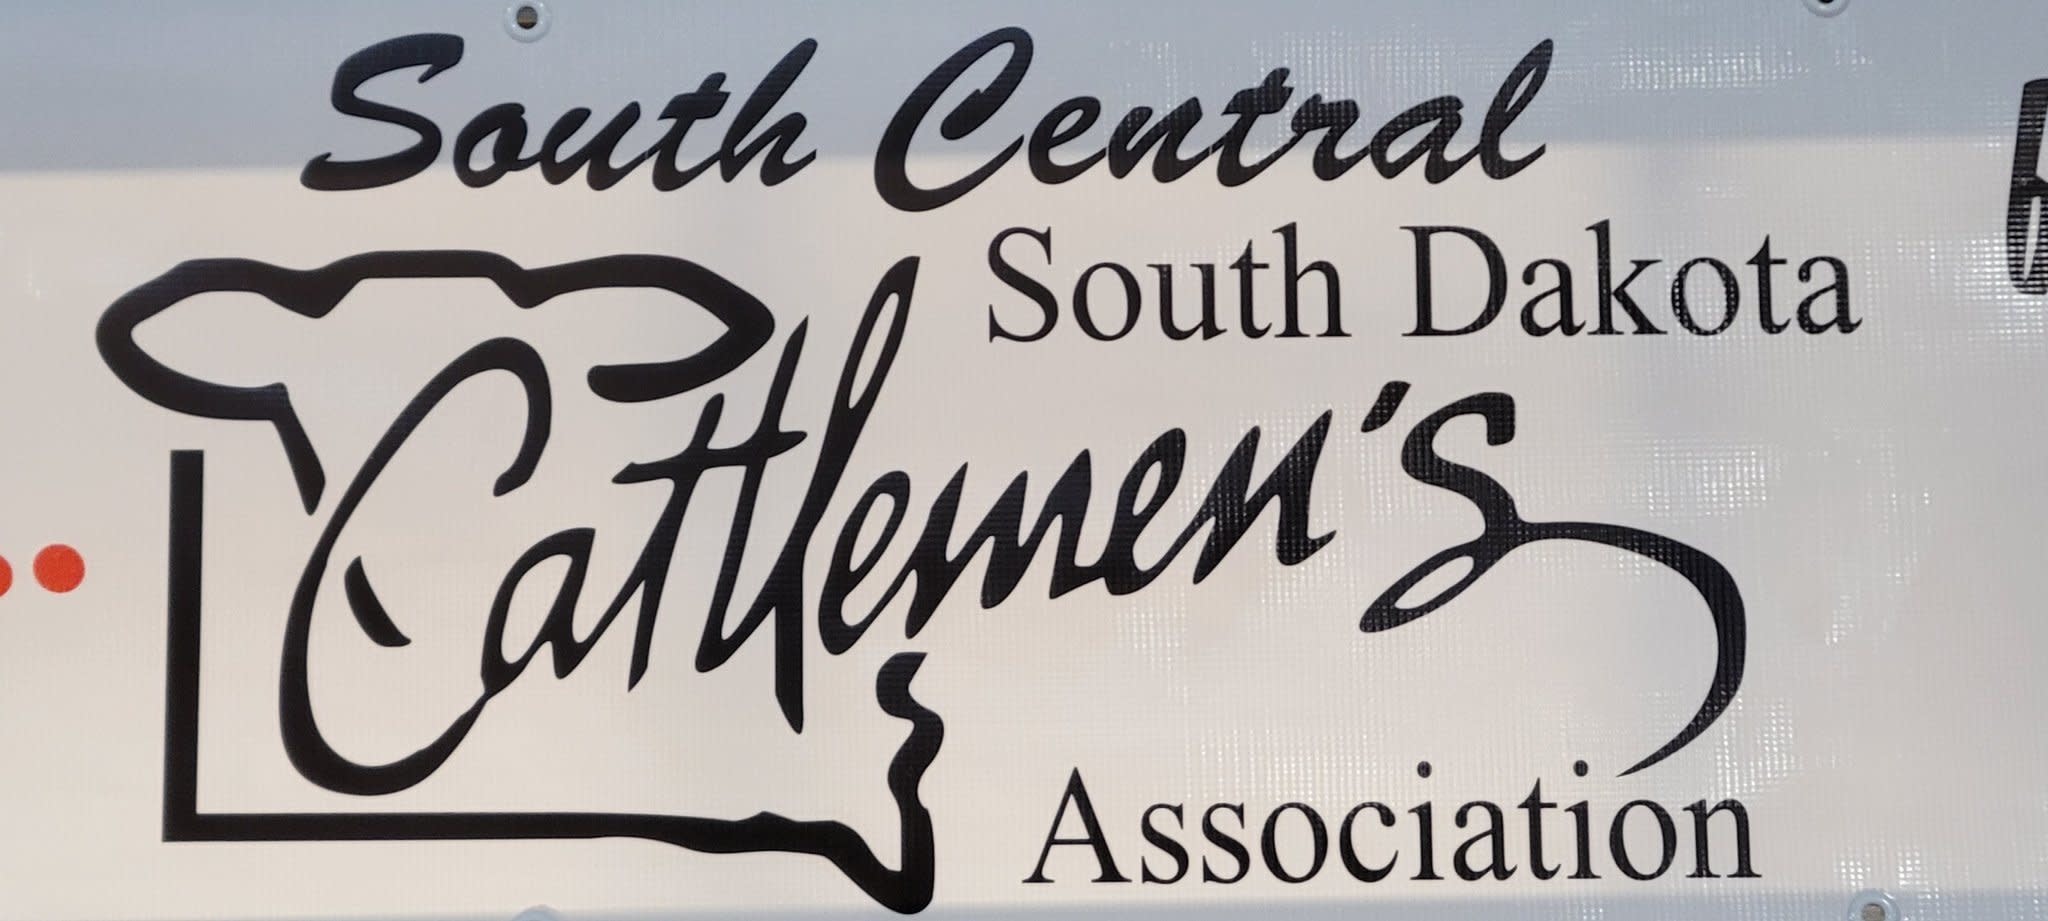 South Central
South Dakota
Cattlemen's
Association